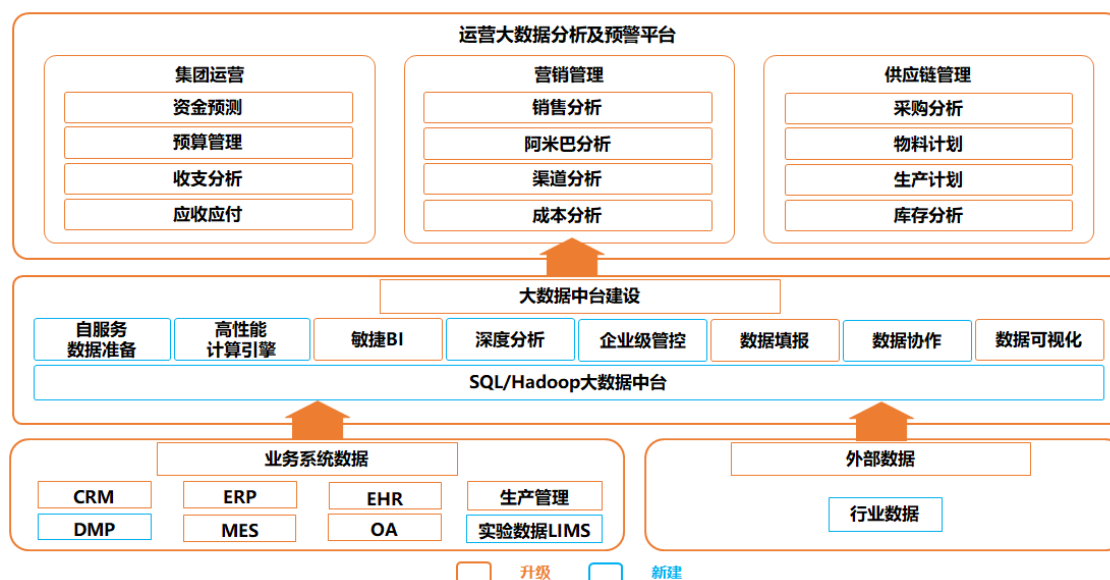 运营大数据分析及预警平台
集团运营
资金预测
预算管理
收支分析
应收应付
营销管理
销售分析
阿米巴分析
渠道分析
成本分析
供应链管理
采购分析
物料计划
生产计划
库存分析
大数据中台建设
自服务
数据准备
高性能
计算引擎
敏捷BI
深度分析
企业级管控
数据填报
数据协作
数据可视化
SQL/Hadoop大数据中台
业务系统数据
CRM
ERP
EHR
生产管理
DMP
MES
OA
实验数据LIMS
外部数据
行业数据
升级
新建